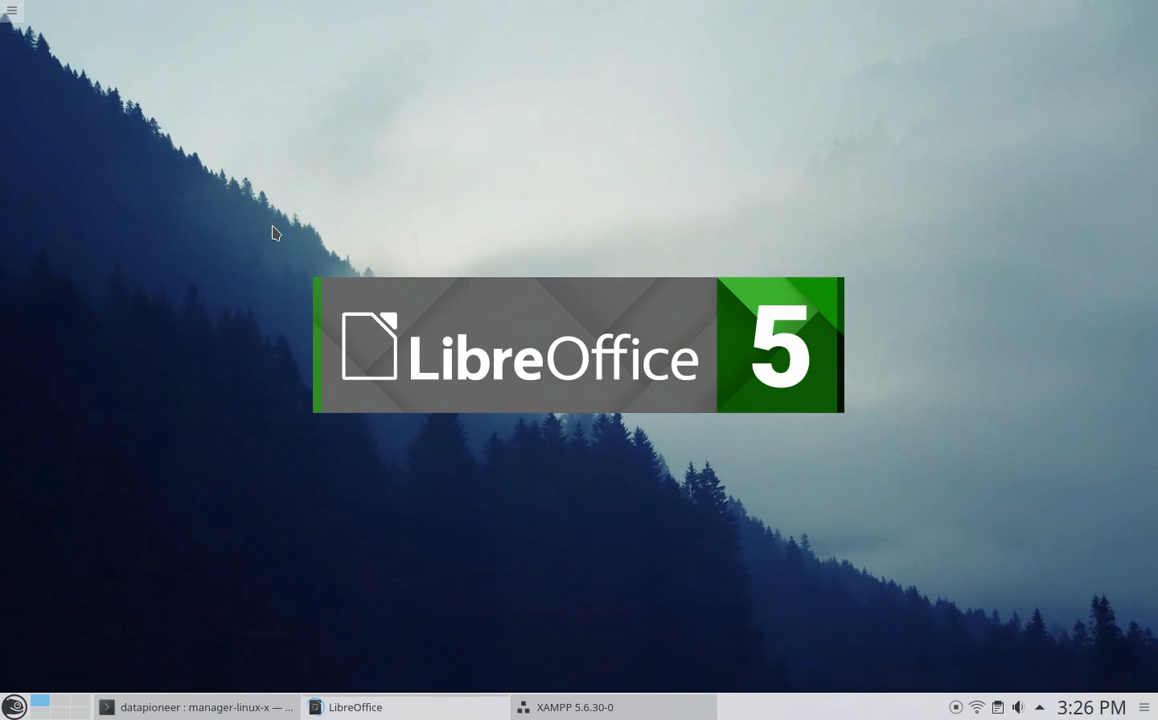 LibreOffice 5
datapioneer : manager-linux-x — ...
LibreOffice
XAMPP 5.6.30-0
3:26 PM